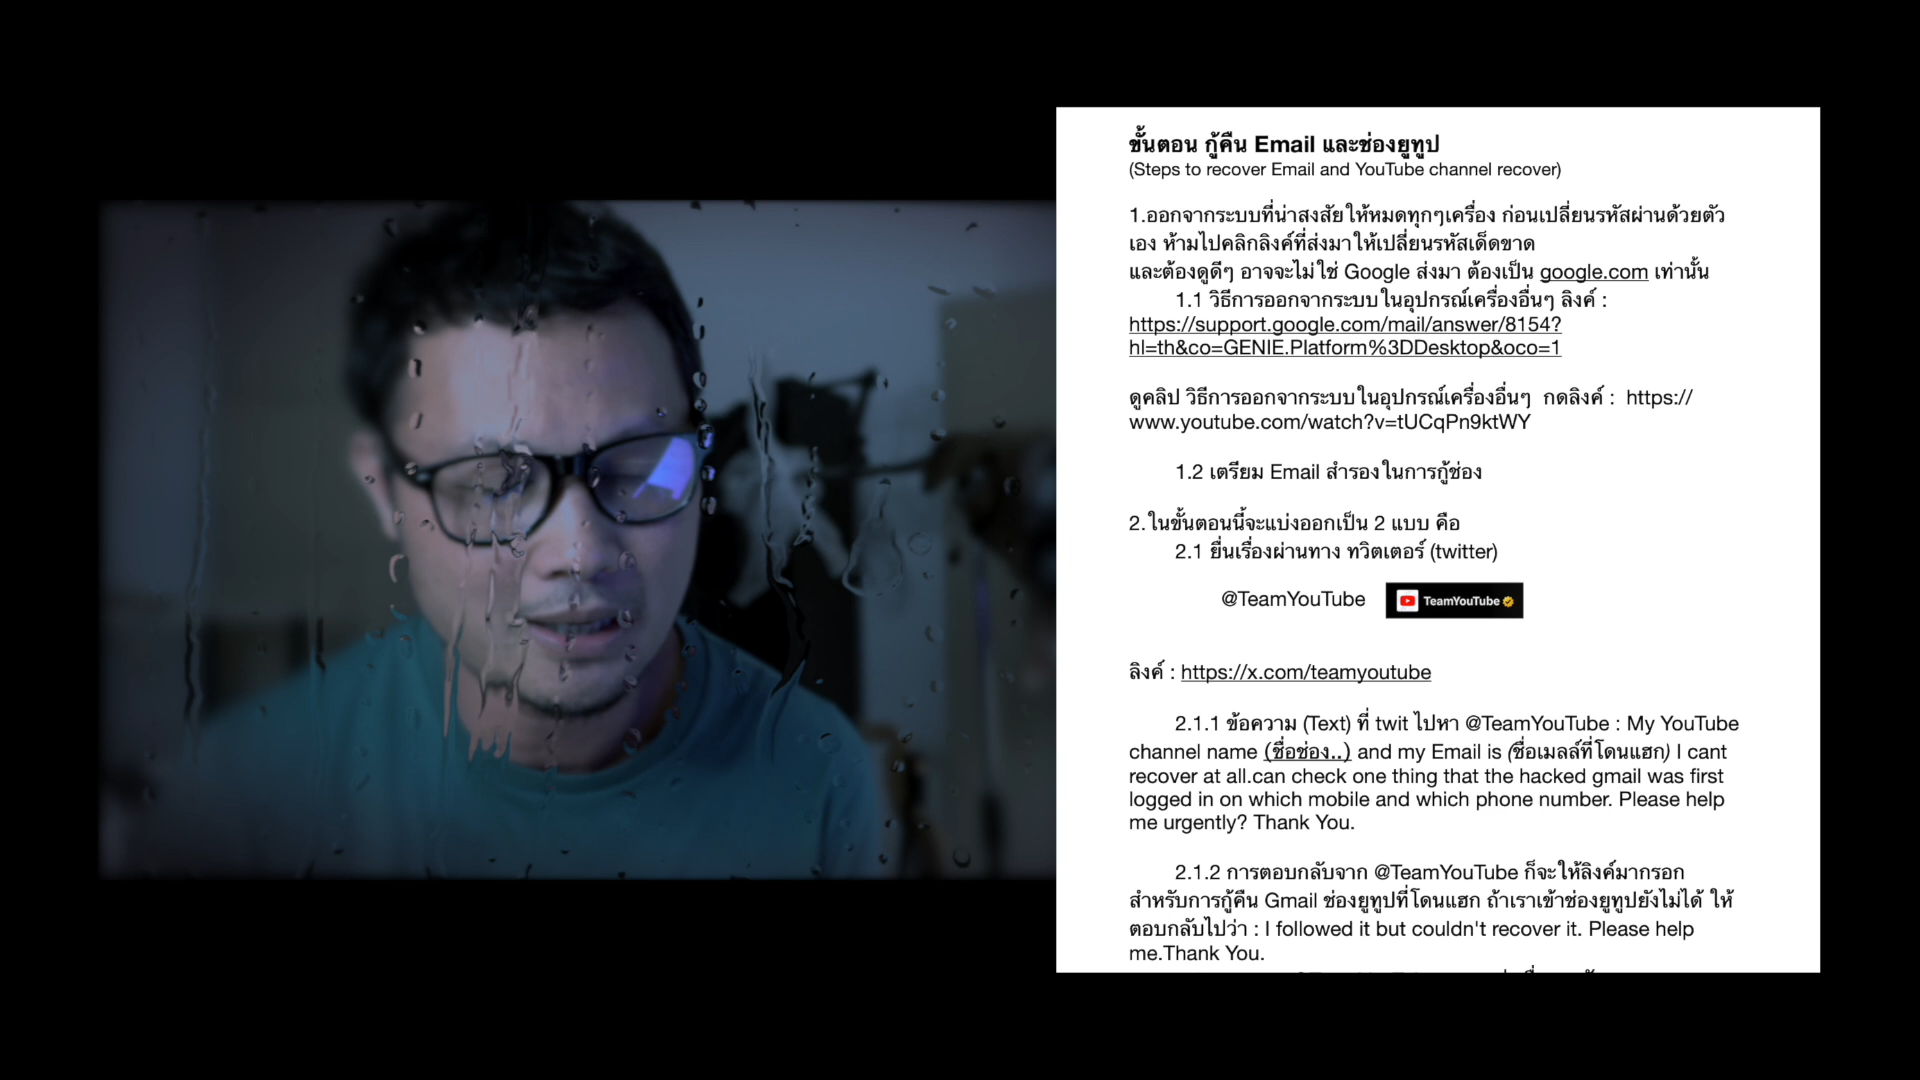 ขั้นตอน กู้คืน Email และช่องยูทูป
(Steps to recover Email and YouTube channel recover)
1.ออกจากระบบที่น่าสงสัยให้หมดทุกๆเครื่อง ก่อนเปลี่ยนรหัสผ่านด้วยตัว
เอง ห้ามไปคลิกลิงค์ที่ส่งมาให้เปลี่ยนรหัสเด็ดขาด
และต้องดูดีๆ อาจจะไม่ใช่ Google ส่งมา ต้องเป็น google.com เท่านั้น
1.1 วิธีการออกจากระบบในอุปกรณ์เครื่องอื่นๆ ลิงค์ :
https://support.google.com/mail/answer/8154?
hl=th&co=GENIE.Platform%3DDesktop&oco=1
ดูคลิป วิธีการออกจากระบบในอุปกรณ์เครื่องอื่นๆ กดลิงค์ : https://
www.youtube.com/watch?v=tUCqPn9ktWY
1.2 เตรียม Email สำรองในการกู้ช่อง
2.ในขั้นตอนนี้จะแบ่งออกเป็น 2 แบบ คือ
2.1 ยื่นเรื่องผ่านทาง ทวิตเตอร์ (twitter)
@TeamYouTube TeamYouTube
ลิงค์ : https://x.com/teamyoutube
2.1.1 ข้อความ (Text) ที่ twit ไปหา @TeamYouTube : My YouTube
channel name (ชื่อช่อง..) and my Email is (ชื่อเมลล์ที่โดนแฮก) I cant
recover at all.can check one thing that the hacked gmail was first
logged in on which mobile and which phone number. Please help
me urgently? Thank You.
2.1.2 การตอบกลับจาก @TeamYouTube ก็จะให้ลิงค์มากรอก
สำหรับการกู้คืน Gmail ช่องยูทูปที่โดนแฮก ถ้าเราเข้าช่องยูทูปยังไม่ได้ ให้
ตอบกลับไปว่า : I followed it but couldn't recover it. Please help
me.Thank You.